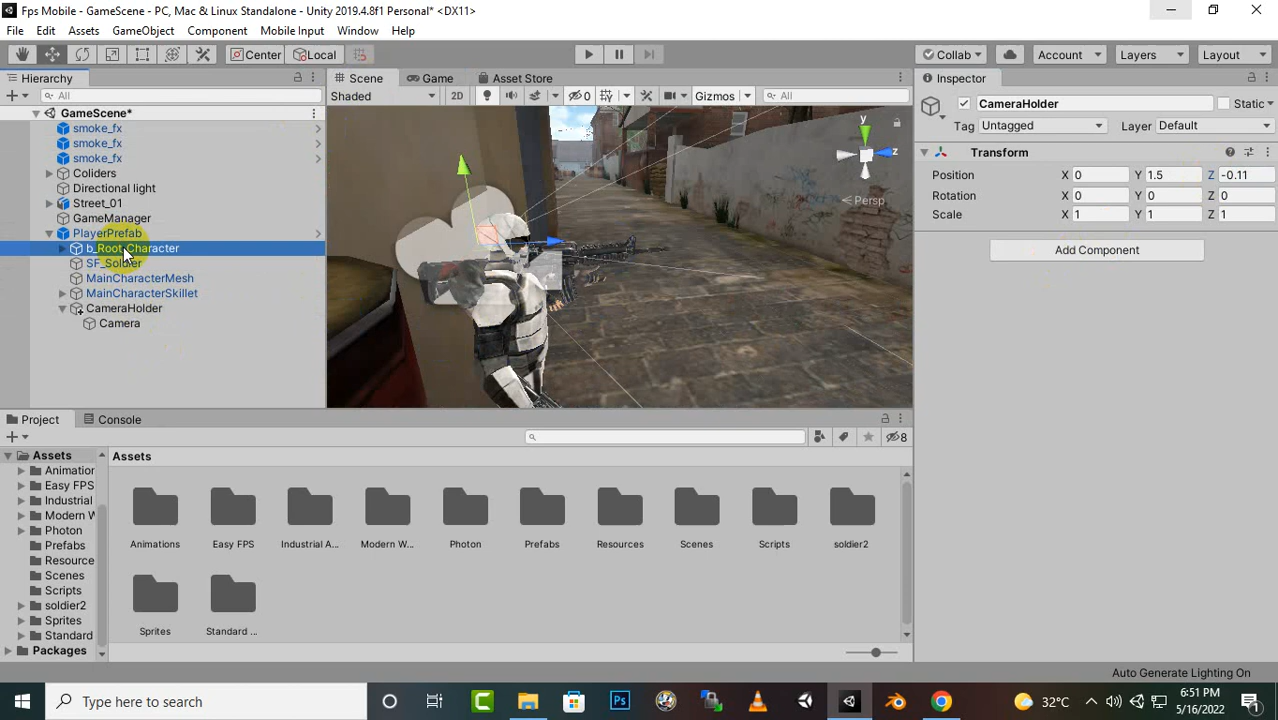 Fps Mobile - GameScene - PC, Mac & Linux Standalone - Unity 2019.4.8f1 Personal* <DX11>
File Edit Assets GameObject Component Mobile Input Window Help
Center Local Collab Account Layers Layout
Hierarchy
All
GameScene*
smoke_fx
smoke_fx
smoke_fx
Coliders
Directional light
Street_01
GameManager
PlayerPrefab
b_Root_Character
SF_Soldier
MainCharacterMesh
MainCharacterSkillet
CameraHolder
Camera
Scene Game Asset Store
Shaded 2D 0 Gizmos All
y
z
Persp
Inspector
CameraHolder Static
Tag Untagged Layer Default
Transform
Position X 0 Y 1.5 Z -0.11
Rotation X 0 Y 0 Z 0
Scale X 1 Y 1 Z 1
Add Component
Project Console
8
Assets
Animation
Easy FPS
Industrial
Modern W
Photon
Prefabs
Resource
Scenes
Scripts
soldier2
Sprites
Standard
Packages
Assets
Animations Easy FPS Industrial A... Modern W... Photon Prefabs Resources Scenes Scripts soldier2
Sprites Standard ...
Auto Generate Lighting On
Type here to search
Ps
32°C
6:51 PM
5/16/2022
1